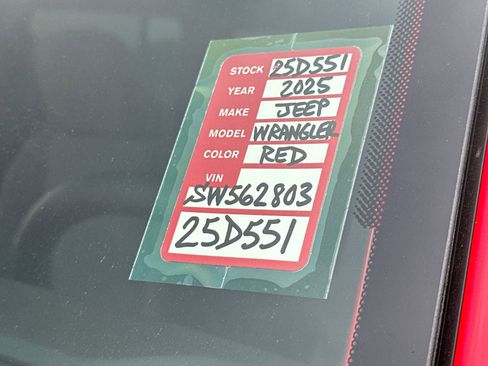 STOCK 25D551
YEAR 2025
MAKE JEEP
MODEL WRANGLER
COLOR RED
VIN
SW562803
25D551